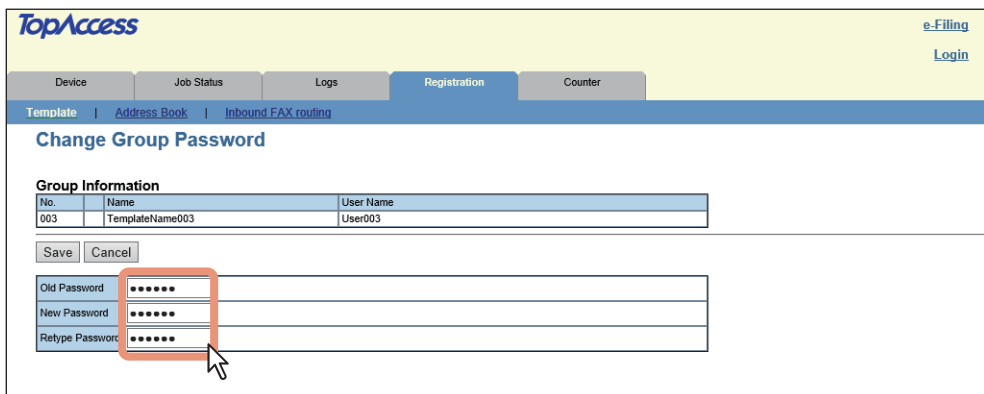 TopAccess
e-Filing
Login
Device Job Status Logs Registration Counter
Template | Address Book | Inbound FAX routing
Change Group Password
Group Information
No. Name User Name
003 TemplateName003 User003
Save Cancel
Old Password ••••••
New Password ••••••
Retype Password ••••••